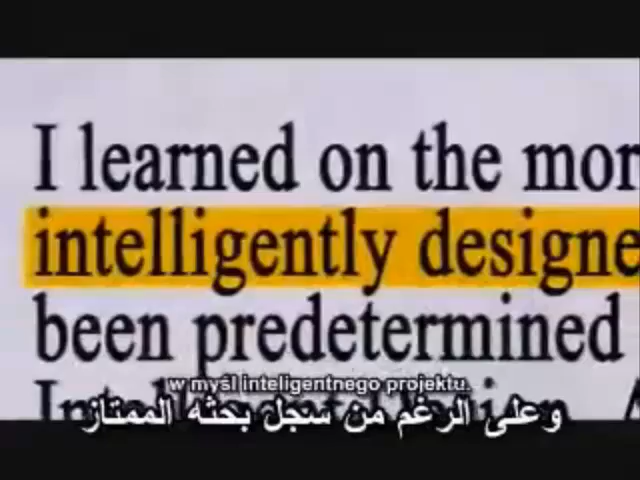 I learned on the mor
intelligently designe
been predetermined
w myśl inteligentnego projektu.
وعلى الرغم من سجل بحثه الممتاز